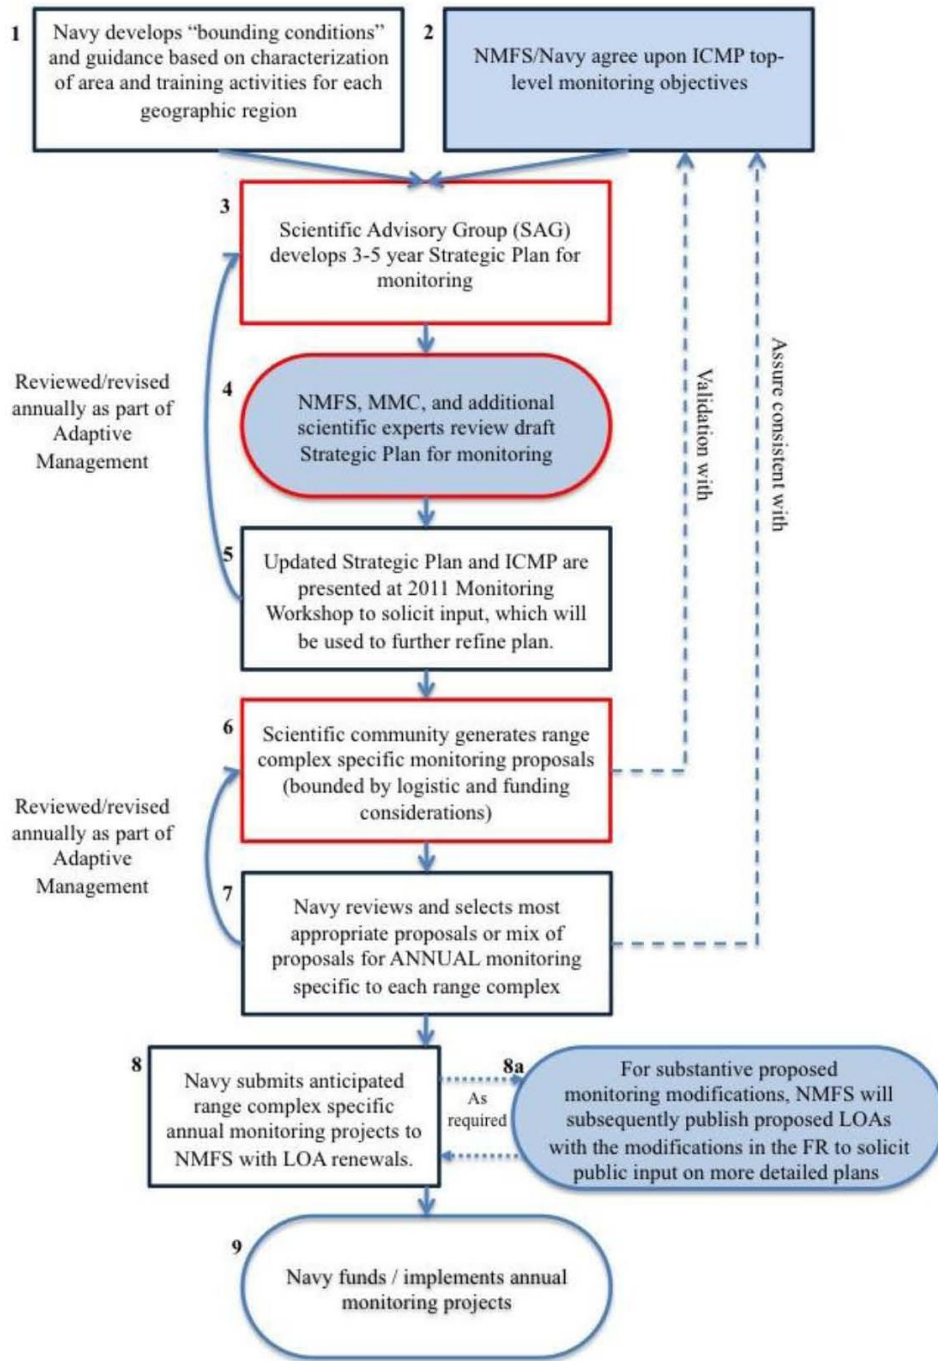 1
Navy develops “bounding conditions”
and guidance based on characterization
of area and training activities for each
geographic region
2
NMFS/Navy agree upon ICMP top-
level monitoring objectives
3
Scientific Advisory Group (SAG)
develops 3-5 year Strategic Plan for
monitoring
Reviewed/revised
annually as part of
Adaptive
Management
4
NMFS, MMC, and additional
scientific experts review draft
Strategic Plan for monitoring
Validation with
Assure consistent with
5
Updated Strategic Plan and ICMP are
presented at 2011 Monitoring
Workshop to solicit input, which will
be used to further refine plan.
6
Scientific community generates range
complex specific monitoring proposals
(bounded by logistic and funding
considerations)
Reviewed/revised
annually as part of
Adaptive
Management
7
Navy reviews and selects most
appropriate proposals or mix of
proposals for ANNUAL monitoring
specific to each range complex
8
Navy submits anticipated
range complex specific
annual monitoring projects to
NMFS with LOA renewals.
As
required
8a
For substantive proposed
monitoring modifications, NMFS will
subsequently publish proposed LOAs
with the modifications in the FR to solicit
public input on more detailed plans
9
Navy funds / implements annual
monitoring projects